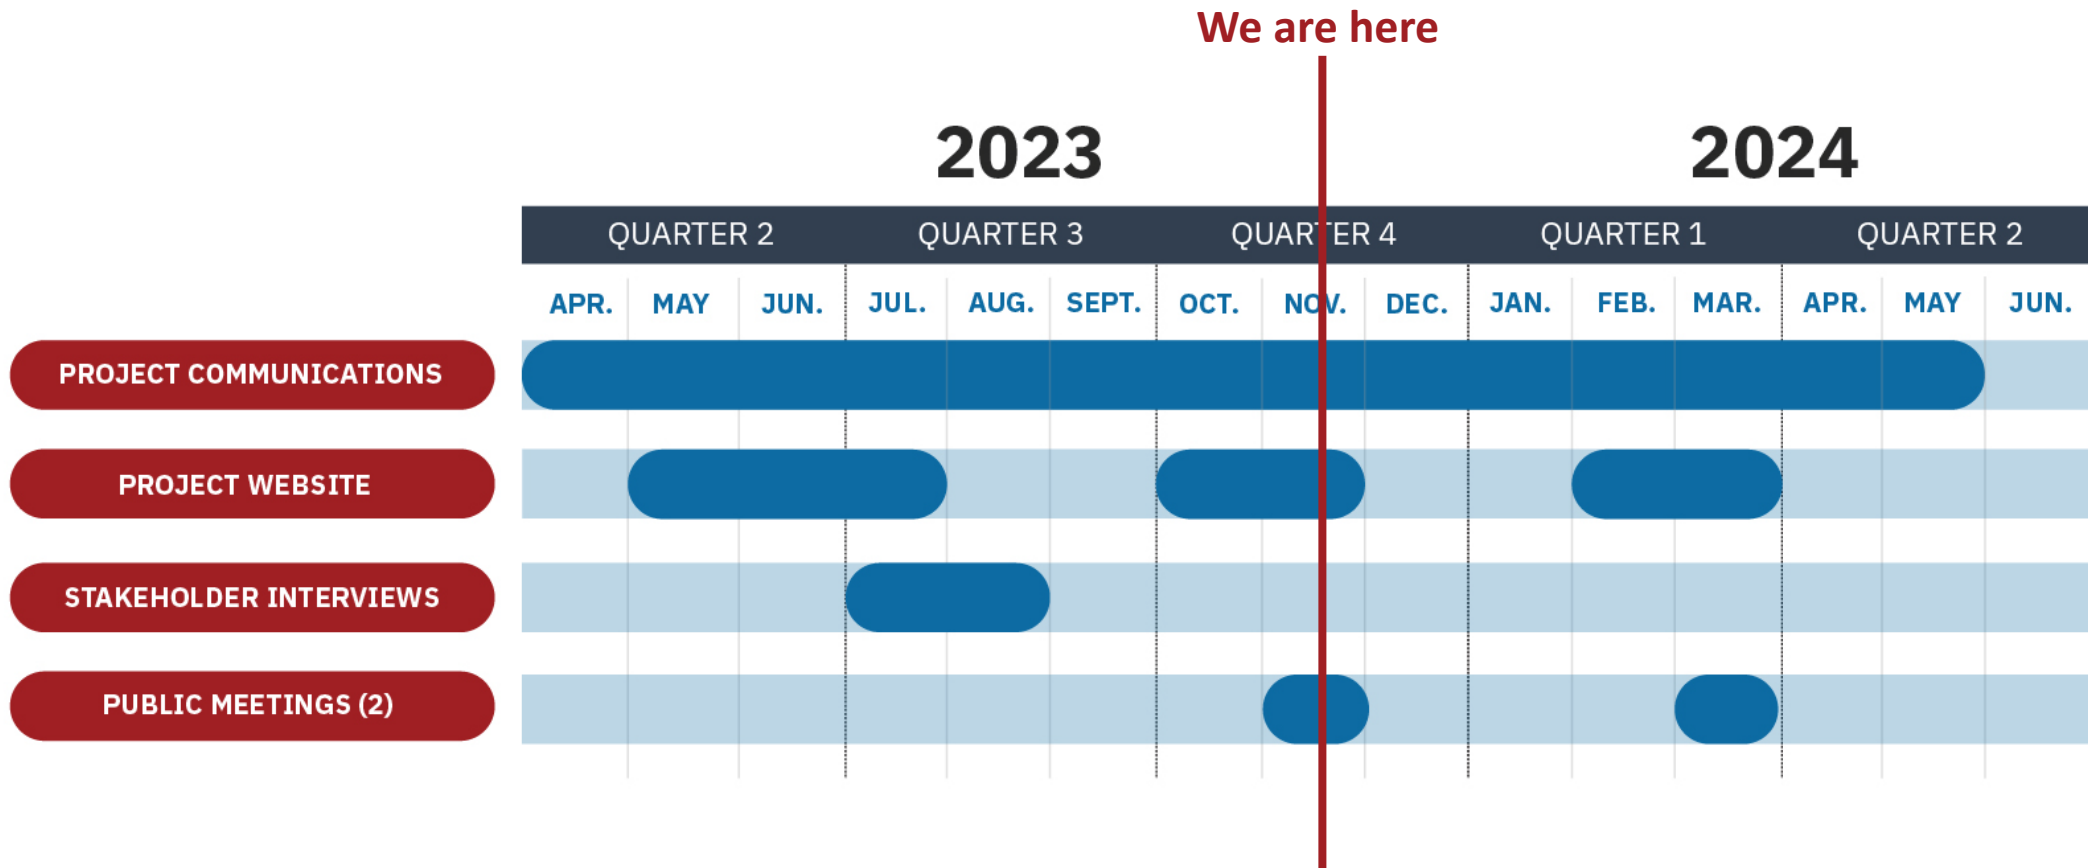 We are here
2023
2024
QUARTER 2 QUARTER 3 QUARTER 4 QUARTER 1 QUARTER 2
APR. MAY JUN. JUL. AUG. SEPT. OCT. NOV. DEC. JAN. FEB. MAR. APR. MAY JUN.
PROJECT COMMUNICATIONS
PROJECT WEBSITE
STAKEHOLDER INTERVIEWS
PUBLIC MEETINGS (2)